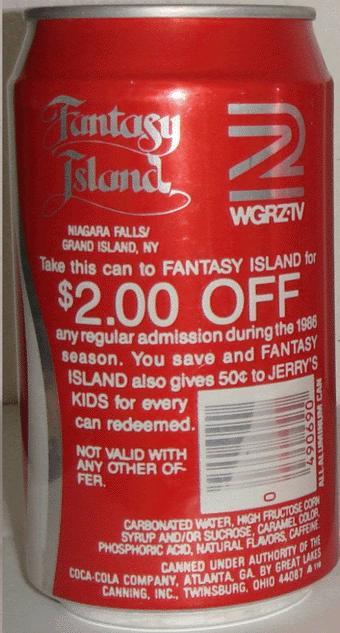 Fantasy
Island
2
WGRZ-TV
NIAGARA FALLS/
GRAND ISLAND, NY
Take this can to FANTASY ISLAND for
$2.00 OFF
any regular admission during the 1986
season. You save and FANTASY
ISLAND also gives 50¢ to JERRY'S
KIDS for every
can redeemed.
NOT VALID WITH
ANY OTHER OF-
FER.
490690
0
ALL ALUMINUM CAN
CARBONATED WATER, HIGH FRUCTOSE CORN
SYRUP AND/OR SUCROSE, CARAMEL COLOR,
PHOSPHORIC ACID, NATURAL FLAVORS, CAFFEINE.
CANNED UNDER AUTHORITY OF THE
COCA-COLA COMPANY, ATLANTA, GA. BY GREAT LAKES
CANNING, INC., TWINSBURG, OHIO 44087